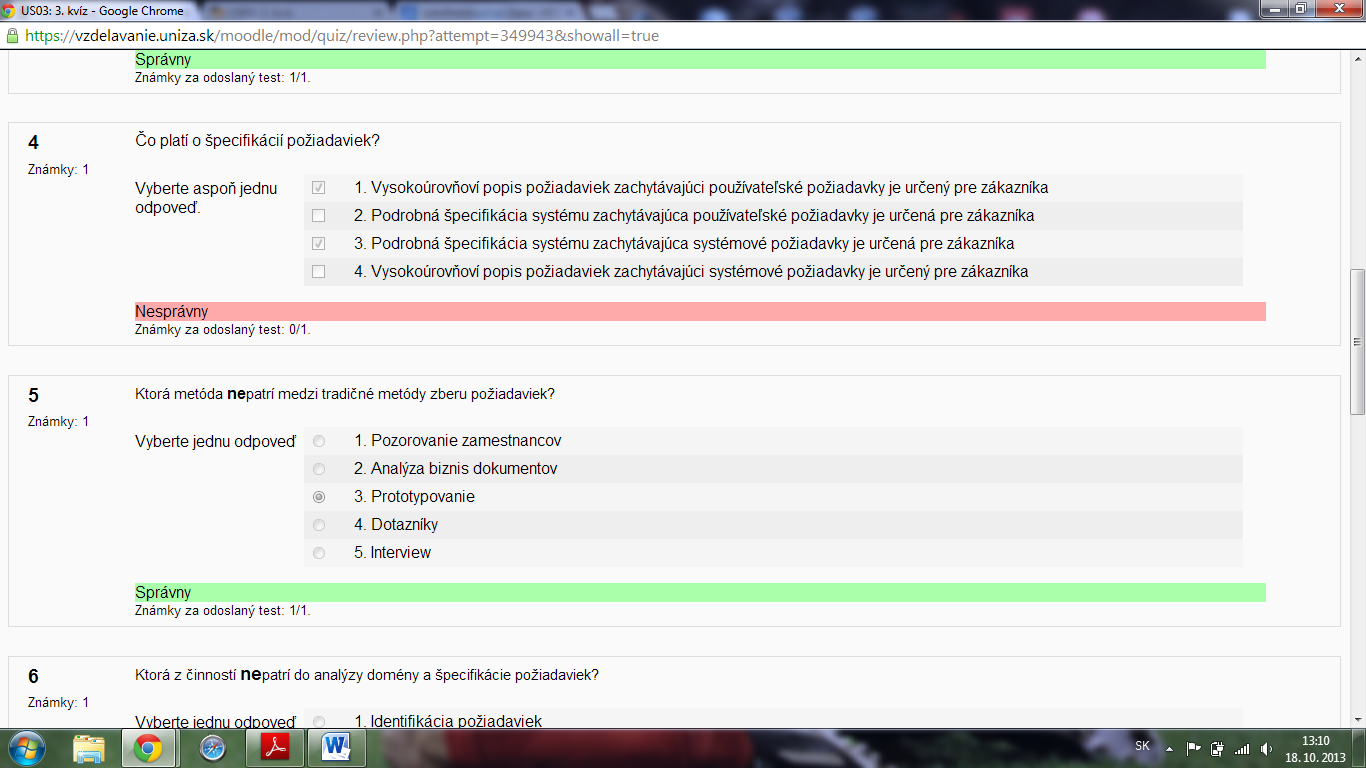 US03: 3. kvíz - Google Chrome
https://vzdelavanie.uniza.sk/moodle/mod/quiz/review.php?attempt=349943&showall=true
Správny
Známky za odoslaný test: 1/1.
4
Známky: 1
Čo platí o špecifikácií požiadaviek?
Vyberte aspoň jednu
odpoveď.
1. Vysokoúrovňoví popis požiadaviek zachytávajúci používateľské požiadavky je určený pre zákazníka
2. Podrobná špecifikácia systému zachytávajúca používateľské požiadavky je určená pre zákazníka
3. Podrobná špecifikácia systému zachytávajúca systémové požiadavky je určená pre zákazníka
4. Vysokoúrovňoví popis požiadaviek zachytávajúci systémové požiadavky je určený pre zákazníka
Nesprávny
Známky za odoslaný test: 0/1.
5
Známky: 1
Ktorá metóda nepatrí medzi tradičné metódy zberu požiadaviek?
Vyberte jednu odpoveď
1. Pozorovanie zamestnancov
2. Analýza biznis dokumentov
3. Prototypovanie
4. Dotazníky
5. Interview
Správny
Známky za odoslaný test: 1/1.
6
Známky: 1
Ktorá z činností nepatrí do analýzy domény a špecifikácie požiadaviek?
Vyberte jednu odpoveď
1. Identifikácia požiadaviek
SK
13:10
18. 10. 2013